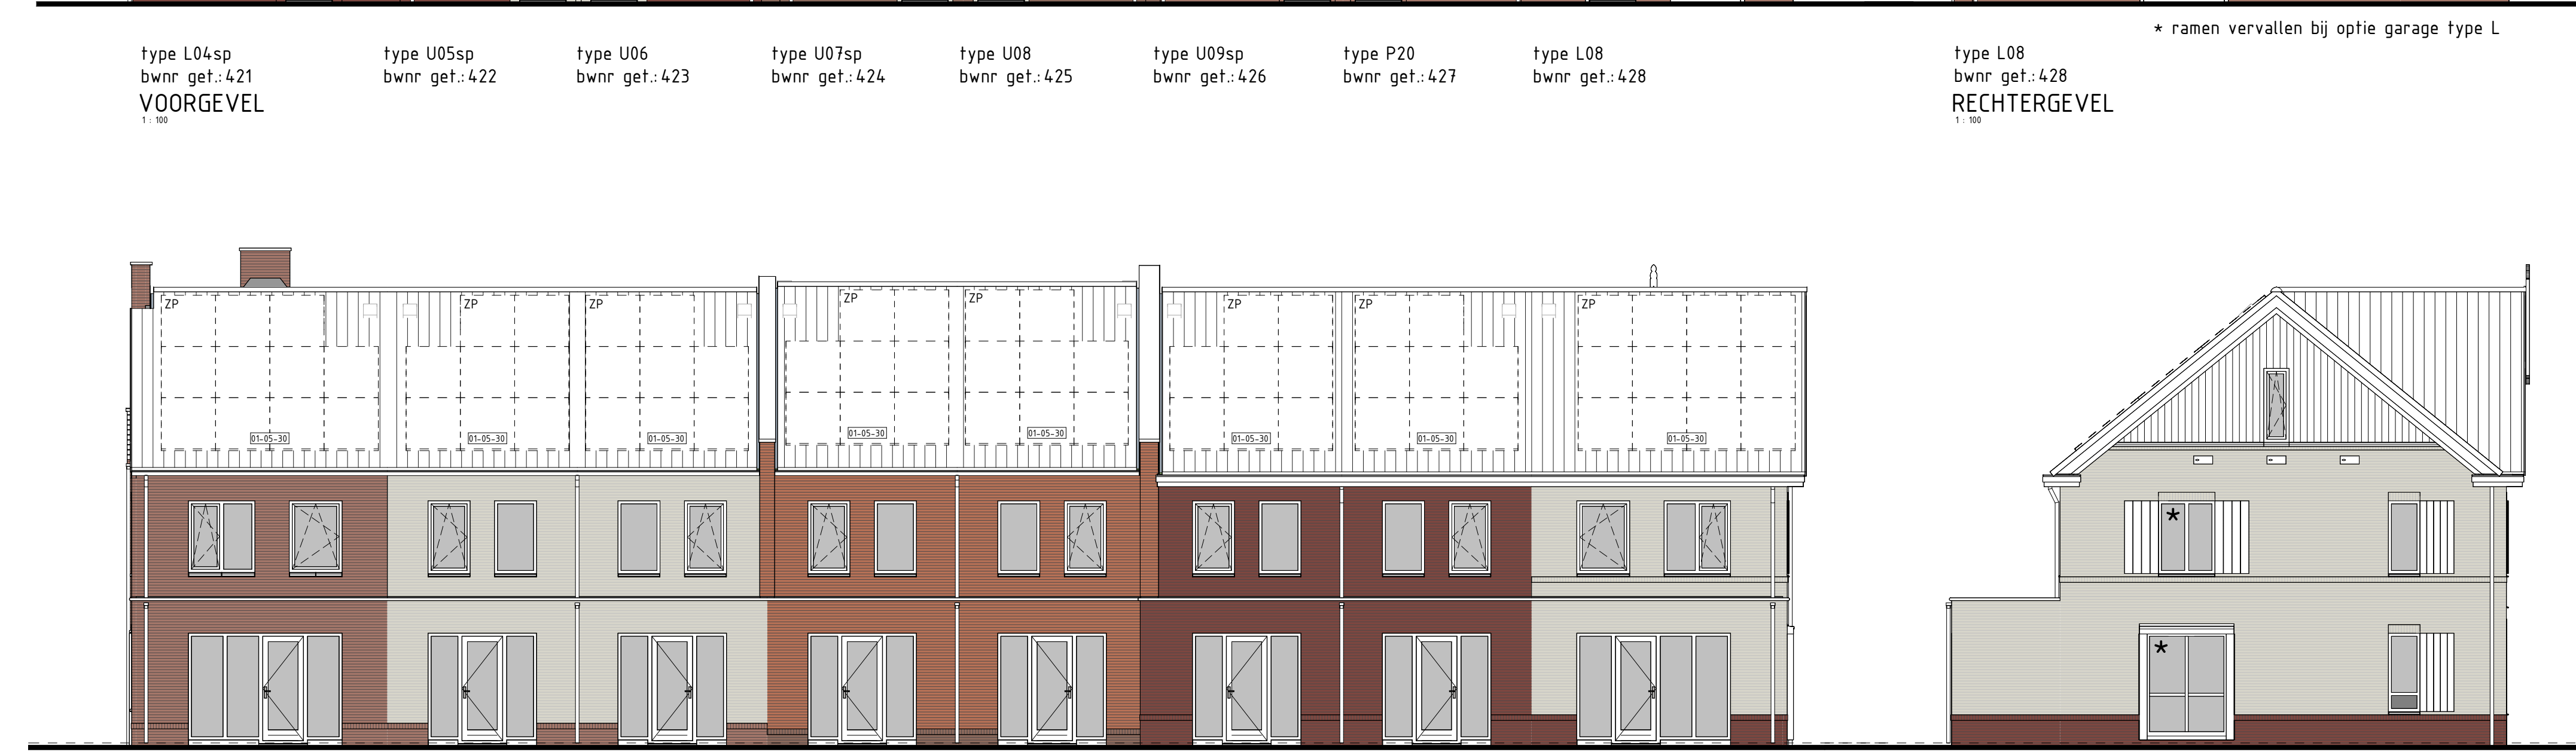 * ramen vervallen bij optie garage type L
type L04sp
bwnr get.: 421
VOORGEVEL
1 : 100
type U05sp
bwnr get.: 422
type U06
bwnr get.: 423
type U07sp
bwnr get.: 424
type U08
bwnr get.: 425
type U09sp
bwnr get.: 426
type P20
bwnr get.: 427
type L08
bwnr get.: 428
type L08
bwnr get.: 428
RECHTERGEVEL
1 : 100
ZP
ZP
ZP
ZP
ZP
ZP
ZP
ZP
01-05-30
01-05-30
01-05-30
01-05-30
01-05-30
01-05-30
01-05-30
01-05-30
*
*